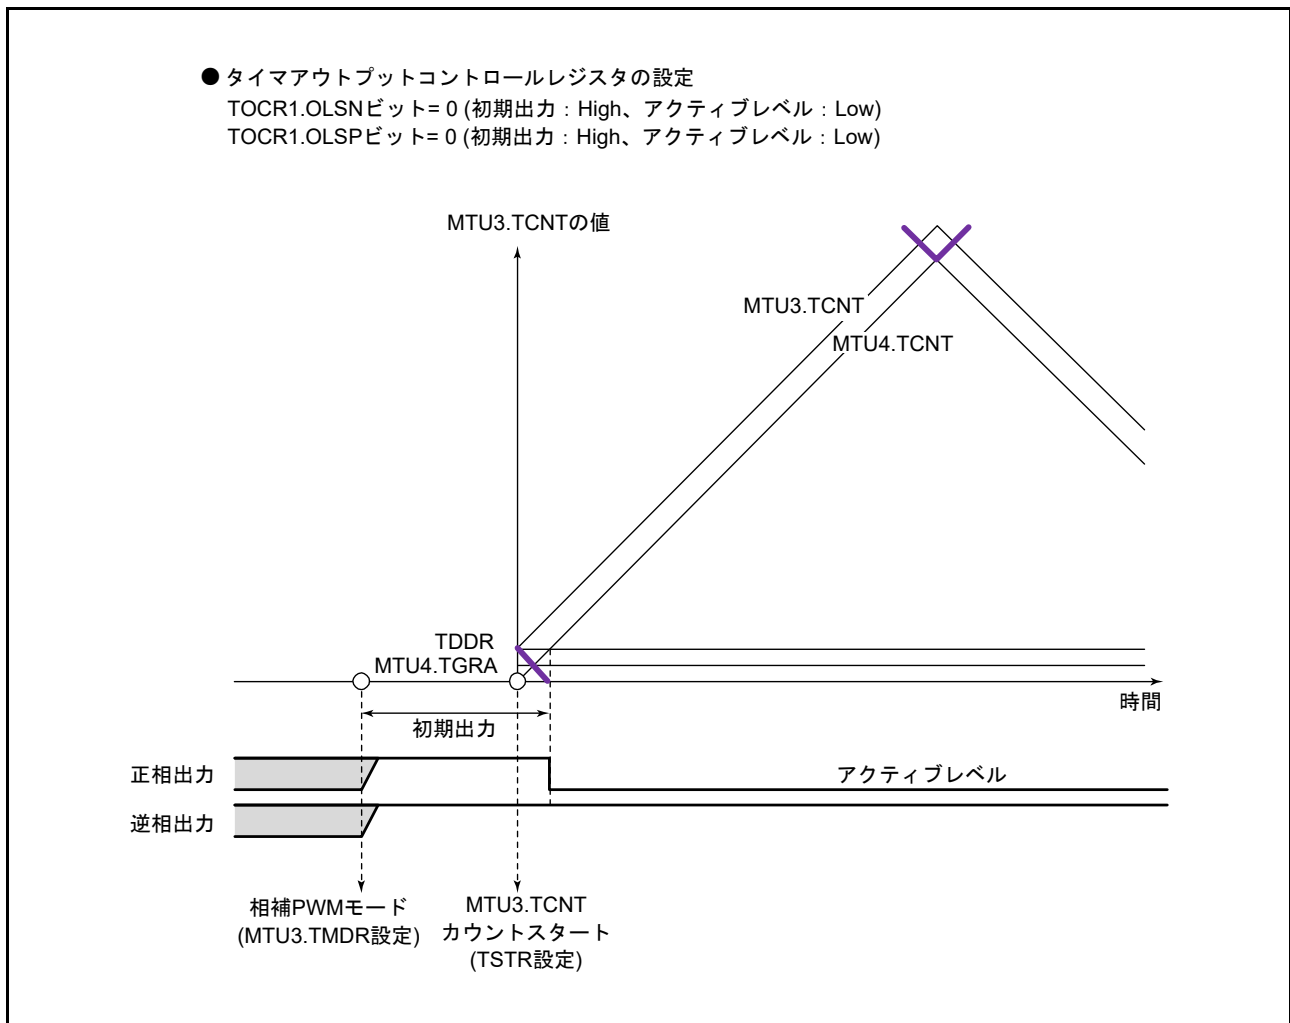 ● タイマアウトプットコントロールレジスタの設定
TOCR1.OLSNビット= 0 (初期出力：High、アクティブレベル：Low)
TOCR1.OLSPビット= 0 (初期出力：High、アクティブレベル：Low)
MTU3.TCNTの値
MTU3.TCNT
MTU4.TCNT
TDDR
MTU4.TGRA
時間
初期出力
正相出力
アクティブレベル
逆相出力
相補PWMモード
(MTU3.TMDR設定)
MTU3.TCNT
カウントスタート
(TSTR設定)